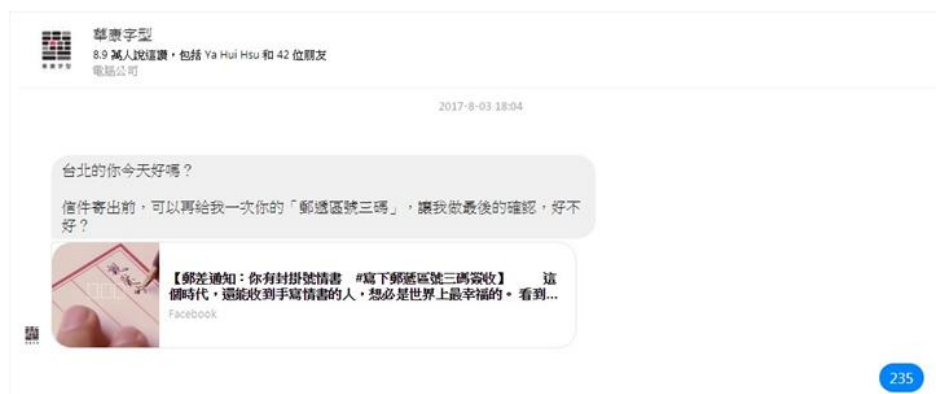 華康字型
8.9 萬人說這讚，包括 Ya Hui Hsu 和 42 位朋友
電腦公司
2017-8-03 18:04
台北的你今天好嗎？
信件寄出前，可以再給我一次你的「郵遞區號三碼」，讓我做最後的確認，好不
好？
【郵差通知：你有封掛號情書 #寫下郵遞區號三碼簽收】 這
個時代，還能收到手寫情書的人，想必是世界上最幸福的。看到...
Facebook
235